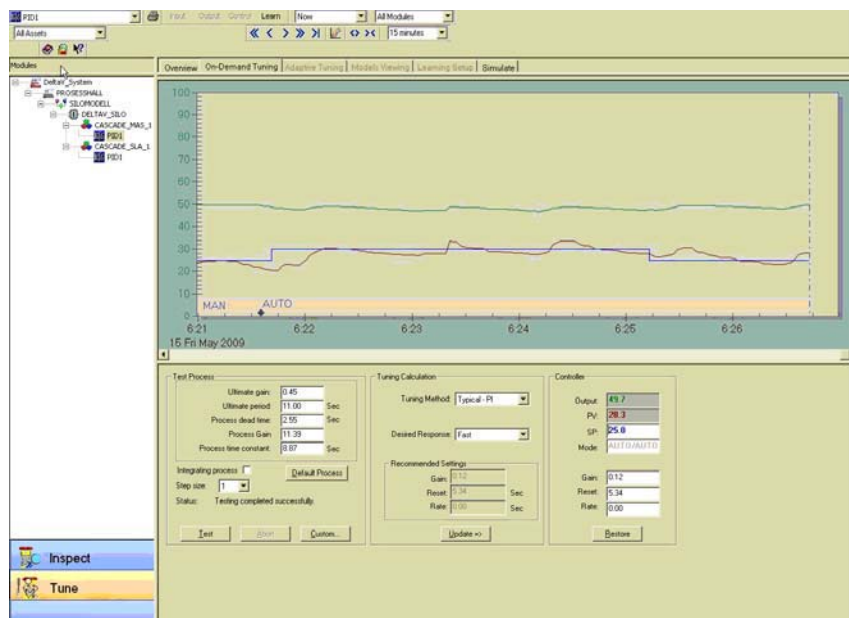 PID1 Input Output Control Learn Now All Modules
All Assets 15 minutes
Modules
Overview On-Demand Tuning Adaptive Tuning Models Viewing Learning Setup Simulate
DeltaV_System
PROSESSHALL
SILOMODELL
DELTAV_SILO
CASCADE_MAS_1
PID1
CASCADE_SLA_1
PID1
100
90
80
70
60
50
40
30
20
10
0
MAN AUTO
6:21 6:22 6:23 6:24 6:25 6:26
15 Fri May 2009
Test Process
Ultimate gain: 0.45
Ultimate period: 11.00 Sec
Process dead time: 2.55 Sec
Process Gain: 11.39
Process time constant: 8.87 Sec
Integrating process
Default Process
Step size: 1
Status: Testing completed successfully.
Test Abort Custom...
Tuning Calculation
Tuning Method: Typical - PI
Desired Response: Fast
Recommended Settings
Gain: 0.12
Reset: 5.34 Sec
Rate: 0.00 Sec
Update =>
Controller
Output: 49.7
PV: 28.3
SP: 25.0
Mode: AUTO/AUTO
Gain: 0.12
Reset: 5.34
Rate: 0.00
Restore
Inspect
Tune